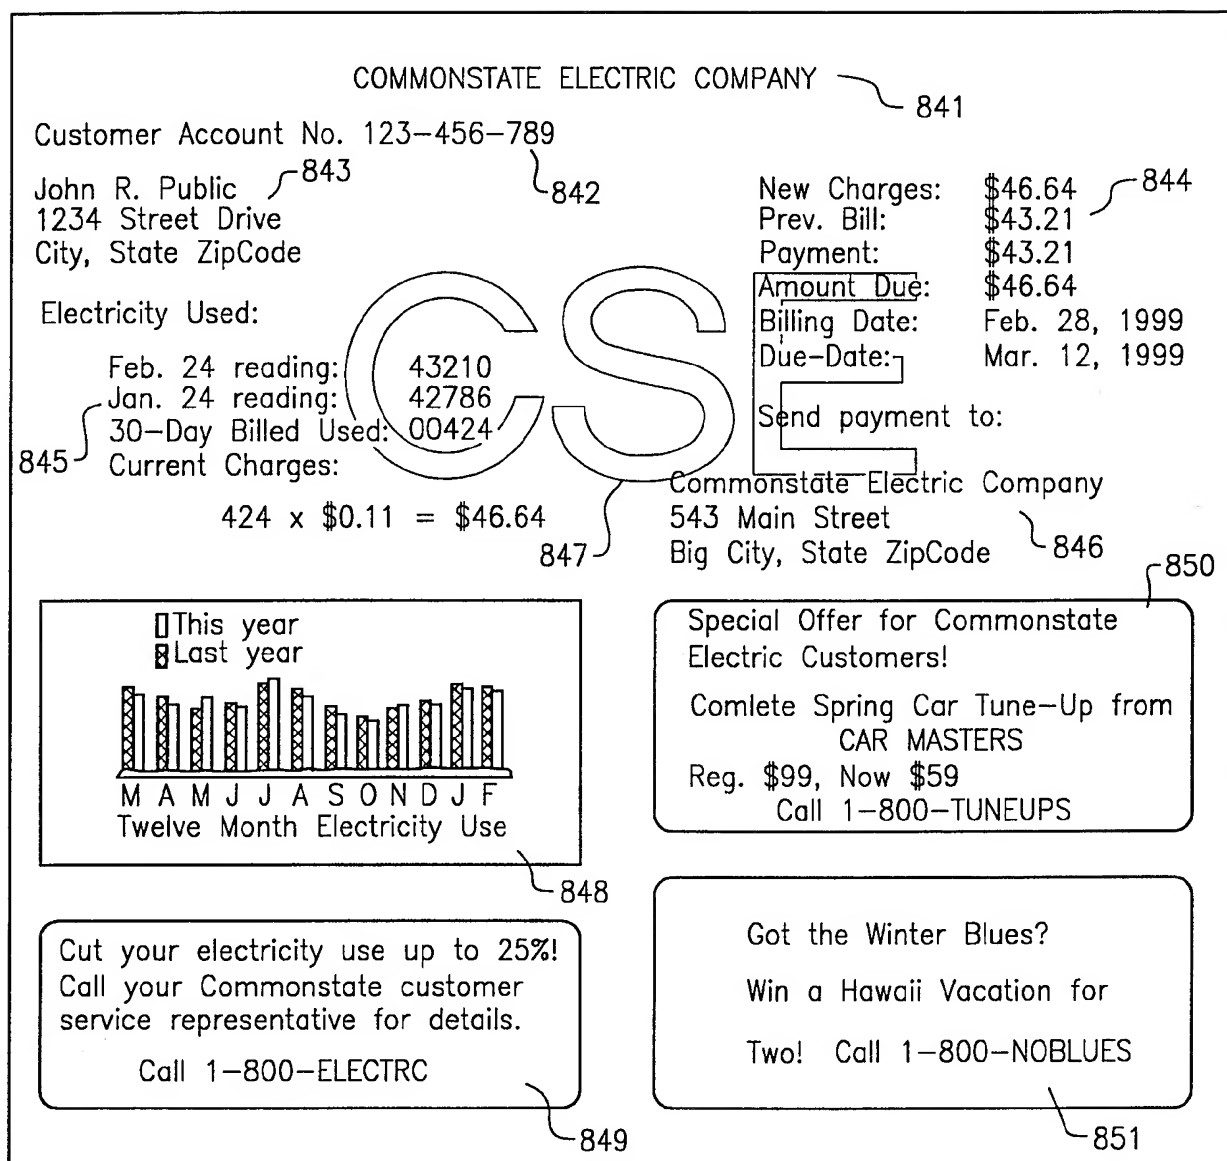 COMMONSTATE ELECTRIC COMPANY
841
Customer Account No. 123-456-789
842
John R. Public
843
1234 Street Drive
City, State ZipCode
New Charges: $46.64
844
Prev. Bill: $43.21
Payment: $43.21
Amount Due: $46.64
Billing Date: Feb. 28, 1999
Due-Date: Mar. 12, 1999
CSE
Electricity Used:
Feb. 24 reading: 43210
Jan. 24 reading: 42786
30-Day Billed Used: 00424
845
Current Charges:
424 x $0.11 = $46.64
847
Send payment to:
Commonstate Electric Company
543 Main Street
Big City, State ZipCode
846
850
This year
Last year
M A M J J A S O N D J F
Twelve Month Electricity Use
848
Special Offer for Commonstate
Electric Customers!
Comlete Spring Car Tune-Up from
CAR MASTERS
Reg. $99, Now $59
Call 1-800-TUNEUPS
Cut your electricity use up to 25%!
Call your Commonstate customer
service representative for details.
Call 1-800-ELECTRC
849
Got the Winter Blues?
Win a Hawaii Vacation for
Two! Call 1-800-NOBLUES
851